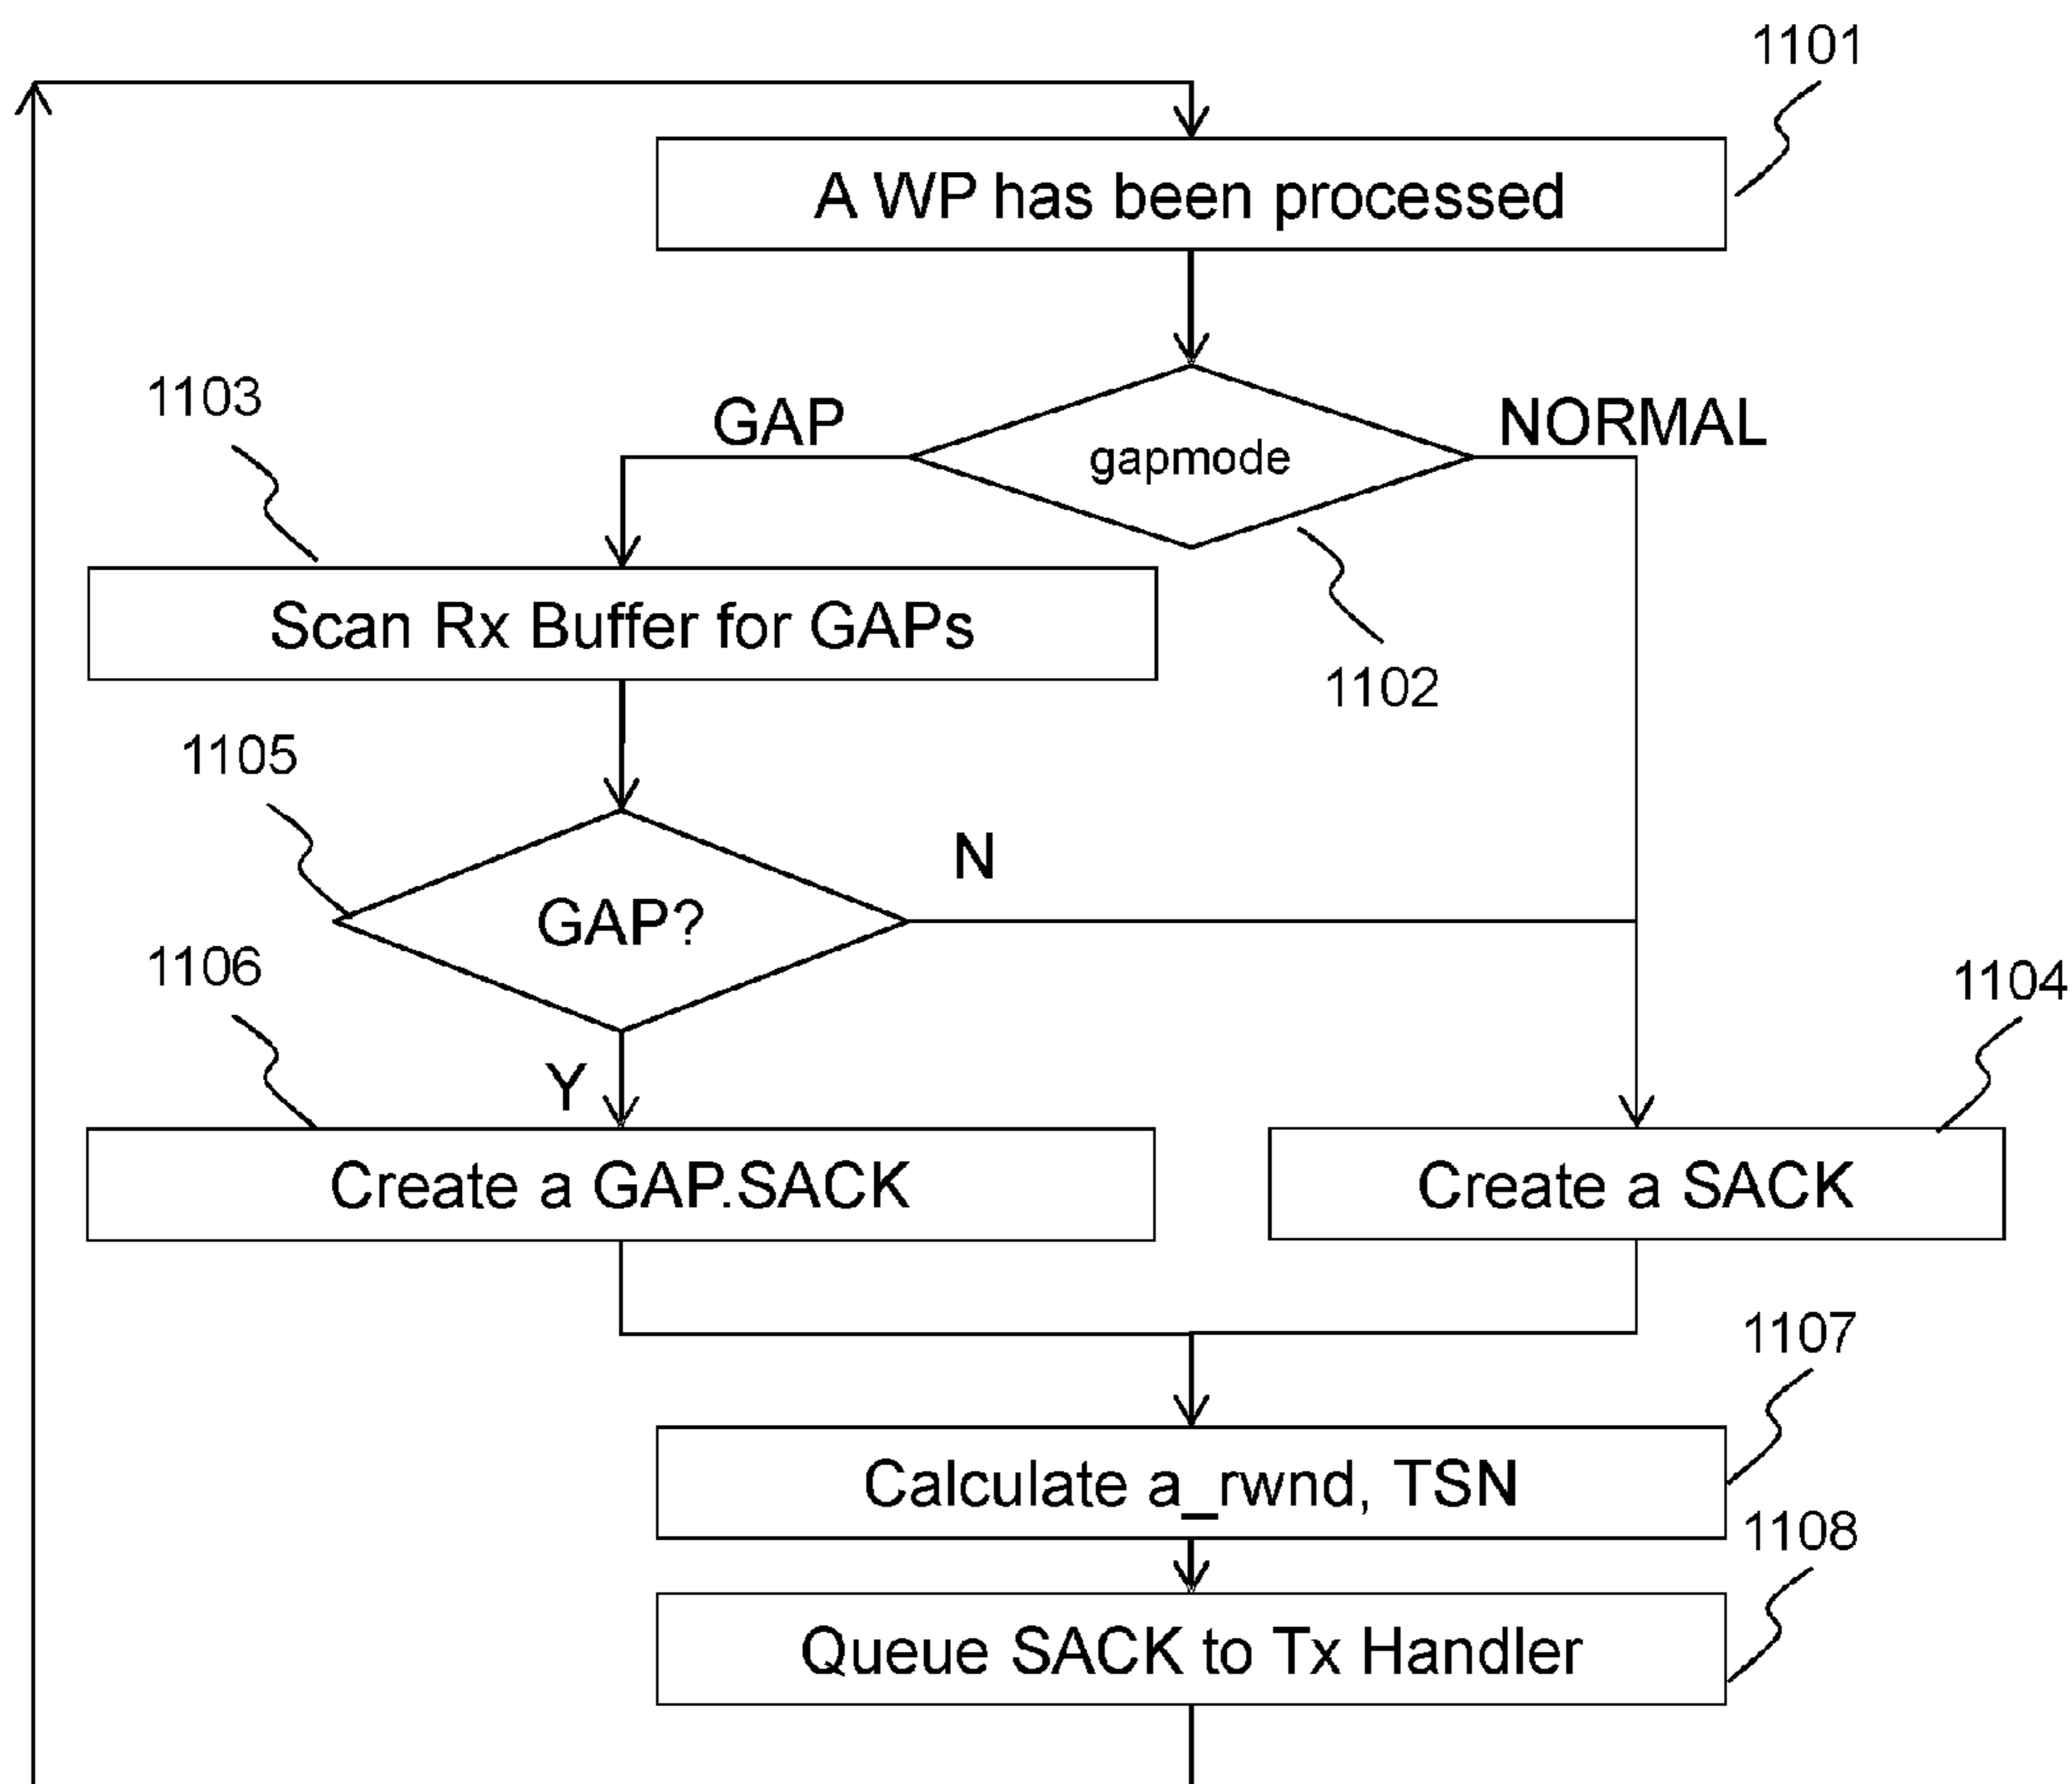 1101
A WP has been processed
1103
GAP
NORMAL
gapmode
Scan Rx Buffer for GAPs
1102
1105
N
GAP?
1106
1104
Y
Create a GAP.SACK
Create a SACK
1107
Calculate a_rwnd, TSN
1108
Queue SACK to Tx Handler